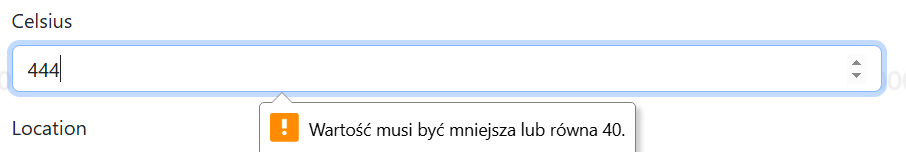 Celsius
444
Wartość musi być mniejsza lub równa 40.
Location